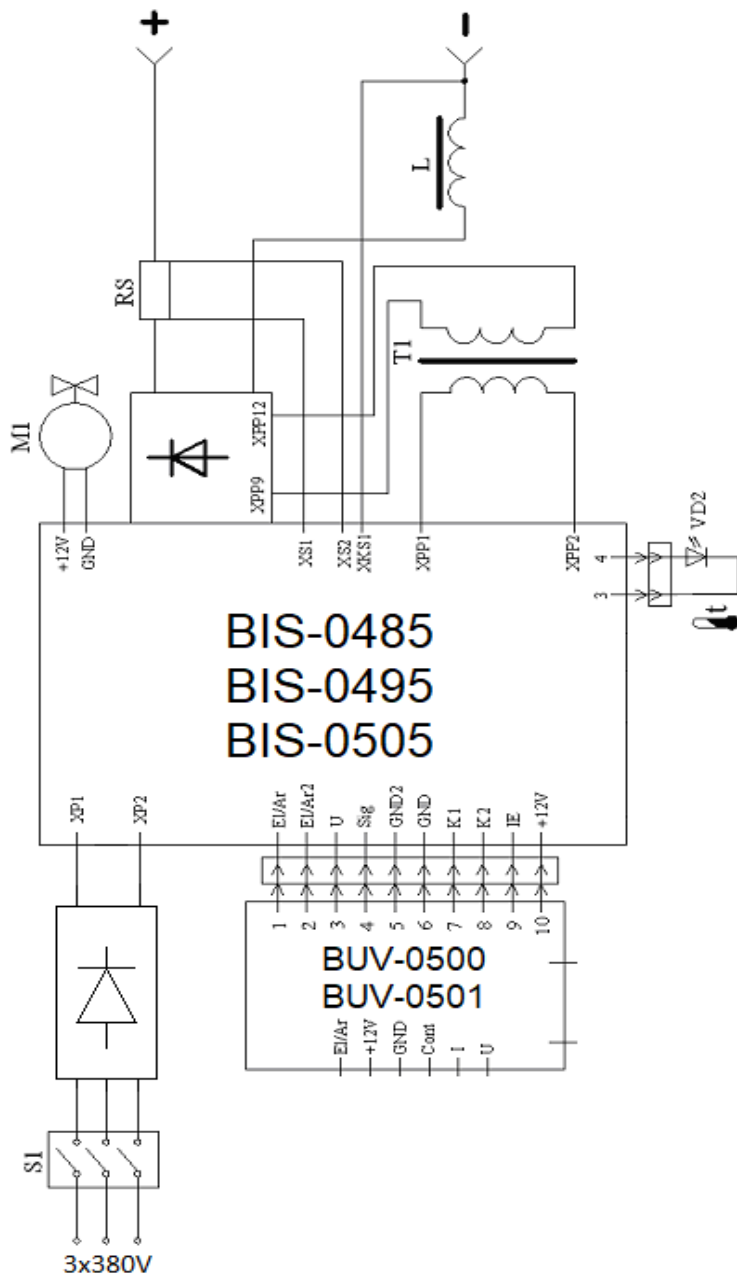 +
-
L
RS
T1
M1
XPP12
XPP9
+12V
GND
XS1
XS2
XKS1
XPP1
XPP2
4
3
VD2
t
BIS-0485
BIS-0495
BIS-0505
XP1
XP2
El/Ar
El/Ar2
U
Sig
GND2
GND
K1
K2
IE
+12V
1
2
3
4
5
6
7
8
9
10
BUV-0500
BUV-0501
El/Ar
+12V
GND
Cont
I
U
S1
3x380V